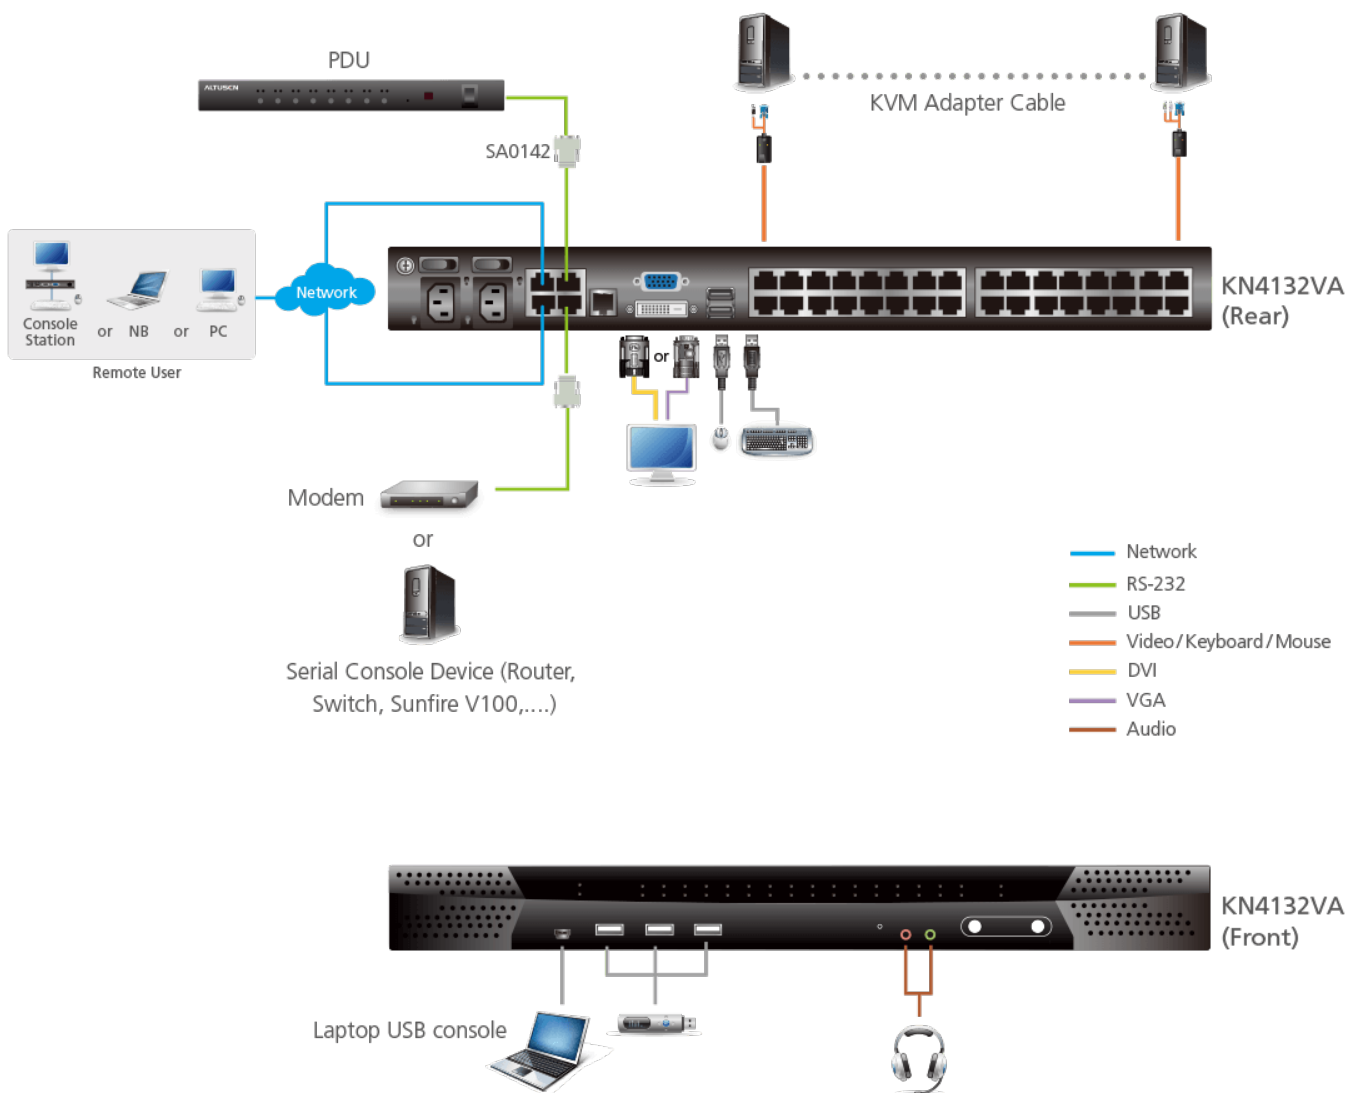 PDU
ALTUSEN
SA0142
KVM Adapter Cable
Network
Console
Station
or
NB
or
PC
Remote User
KN4132VA
(Rear)
or
Modem
or
Serial Console Device (Router,
Switch, Sunfire V100,....)
Network
RS-232
USB
Video/Keyboard/Mouse
DVI
VGA
Audio
KN4132VA
(Front)
Laptop USB console